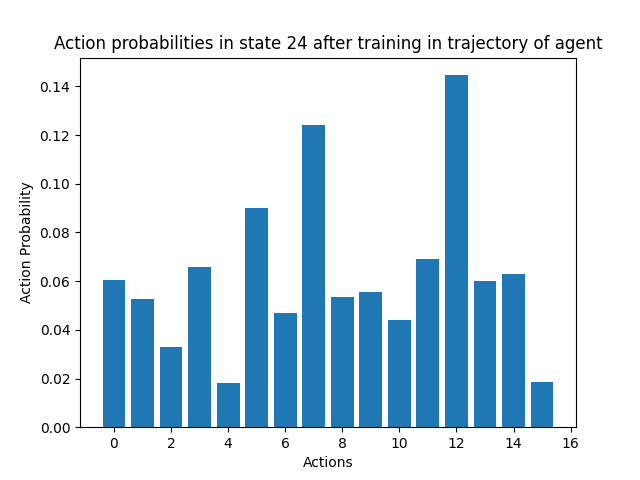 Action probabilities in state 24 after training in trajectory of agent
0.14
0.12
0.10
0.08
0.06
0.04
0.02
0.00
Action Probability
0 2 4 6 8 10 12 14 16
Actions